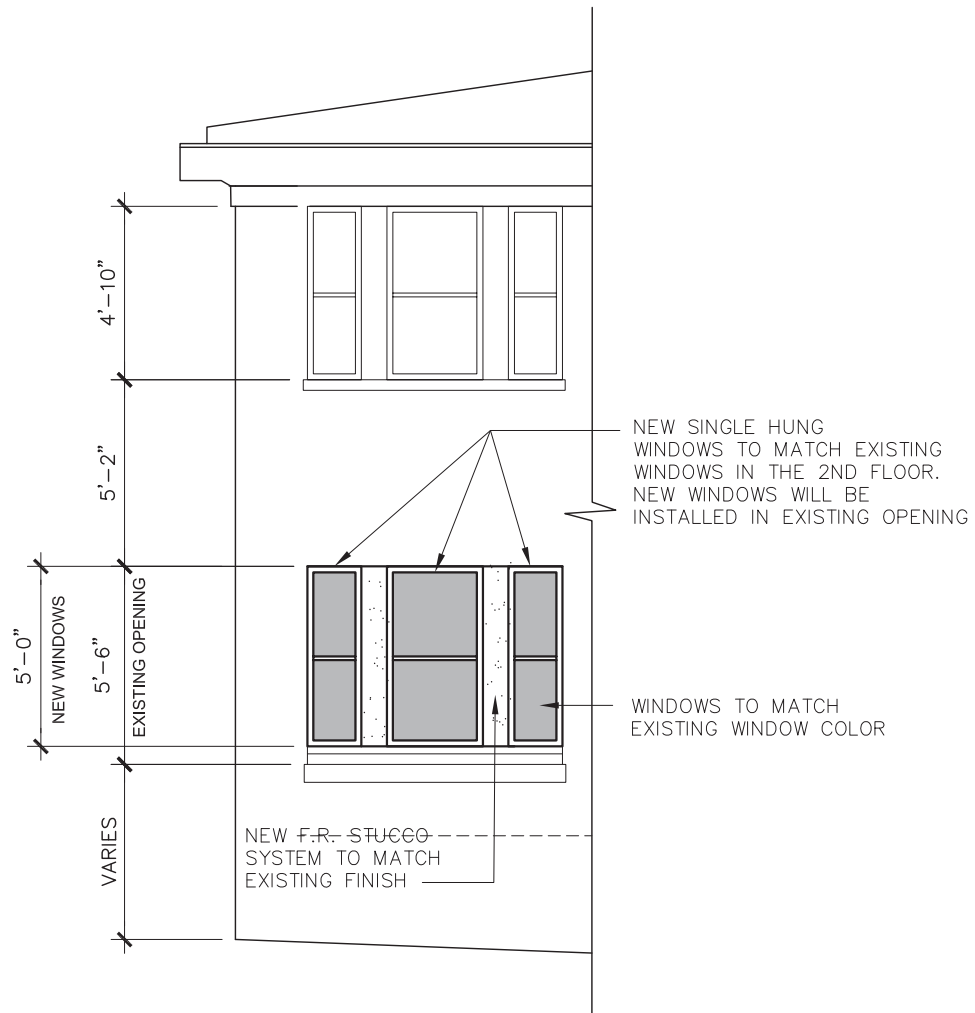 4'-10"
5'-2"
NEW SINGLE HUNG
WINDOWS TO MATCH EXISTING
WINDOWS IN THE 2ND FLOOR.
NEW WINDOWS WILL BE
INSTALLED IN EXISTING OPENING
5'-0"
NEW WINDOWS
5'-6"
EXISTING OPENING
WINDOWS TO MATCH
EXISTING WINDOW COLOR
VARIES
NEW F.R. STUCCO
SYSTEM TO MATCH
EXISTING FINISH